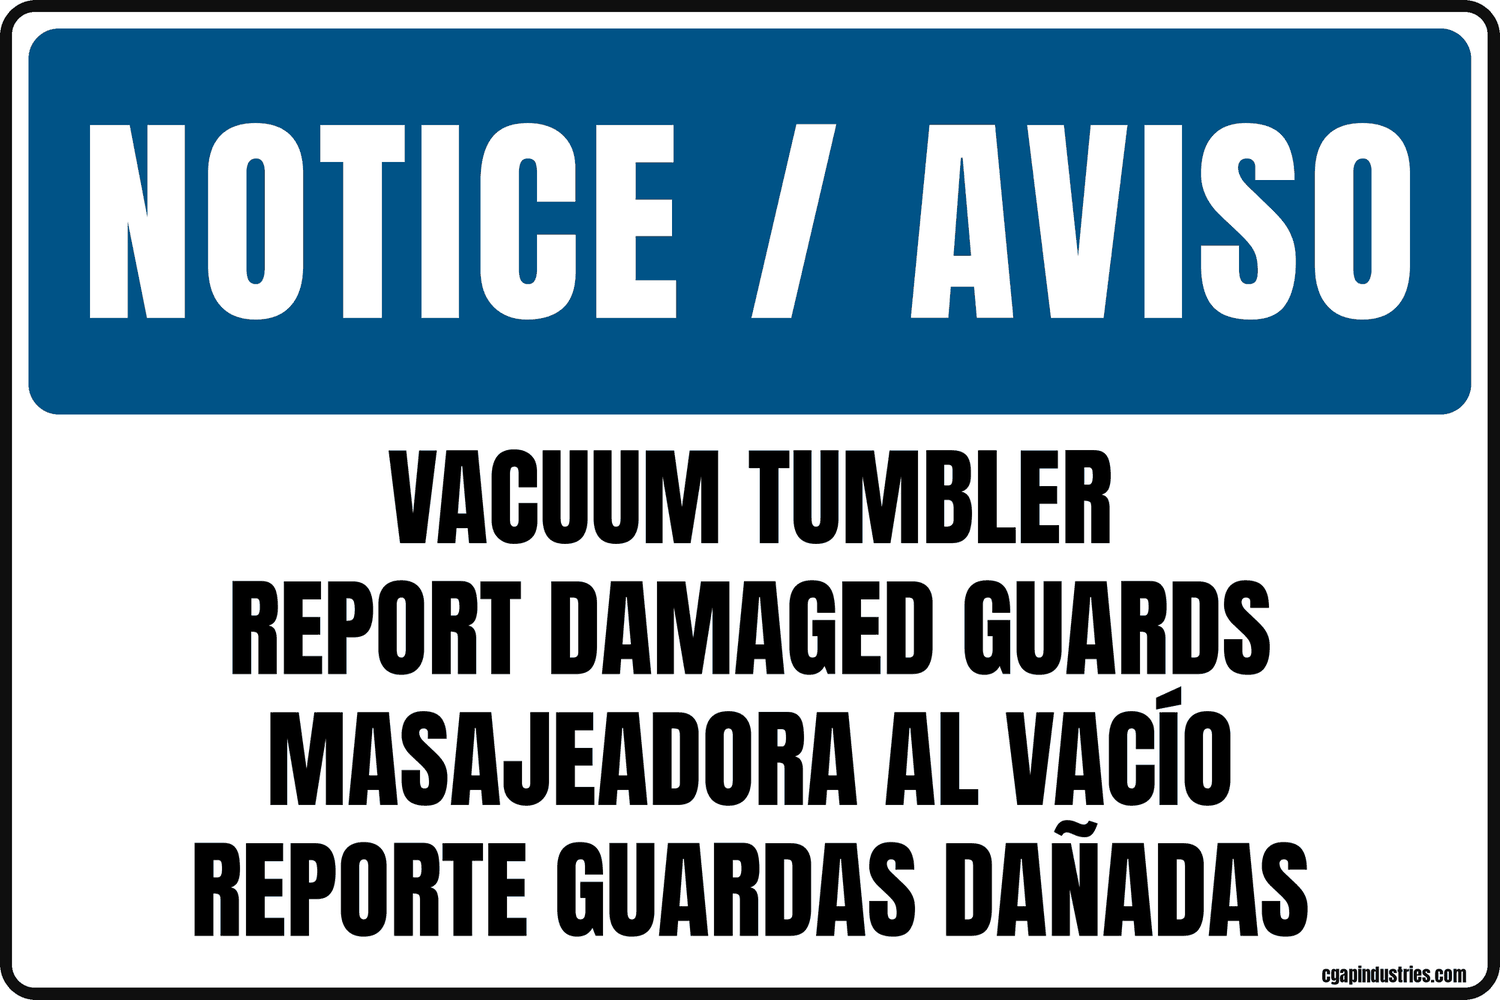 NOTICE / AVISO
VACUUM TUMBLER
REPORT DAMAGED GUARDS
MASAJEADORA AL VACÍO
REPORTE GUARDAS DAÑADAS
cgapindustries.com